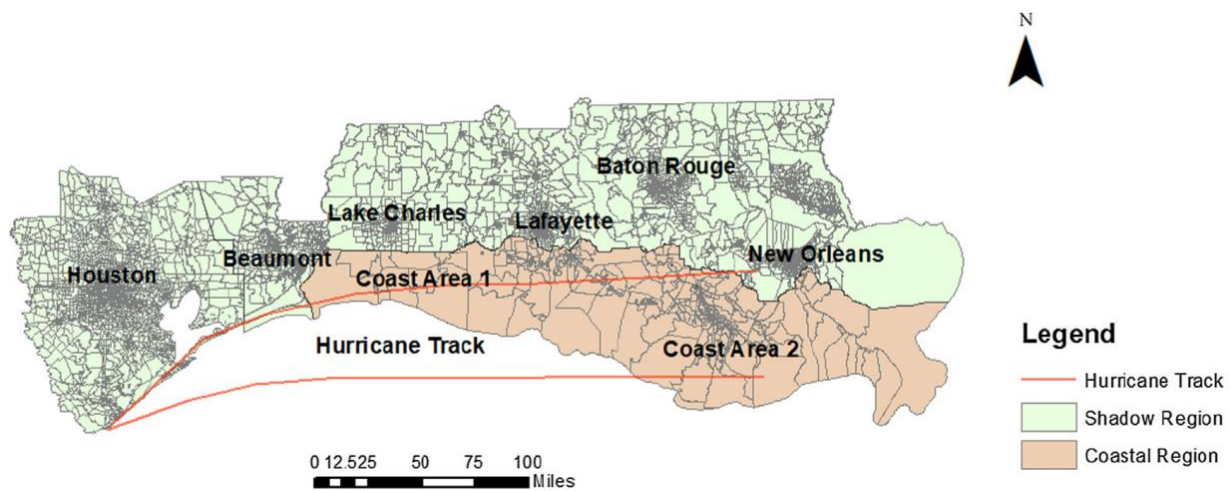 N
Baton Rouge
Lake Charles
Lafayette
New Orleans
Beaumont
Houston
Coast Area 1
Hurricane Track
Coast Area 2
Legend
Hurricane Track
Shadow Region
Coastal Region
0 12.525 50 75 100
Miles